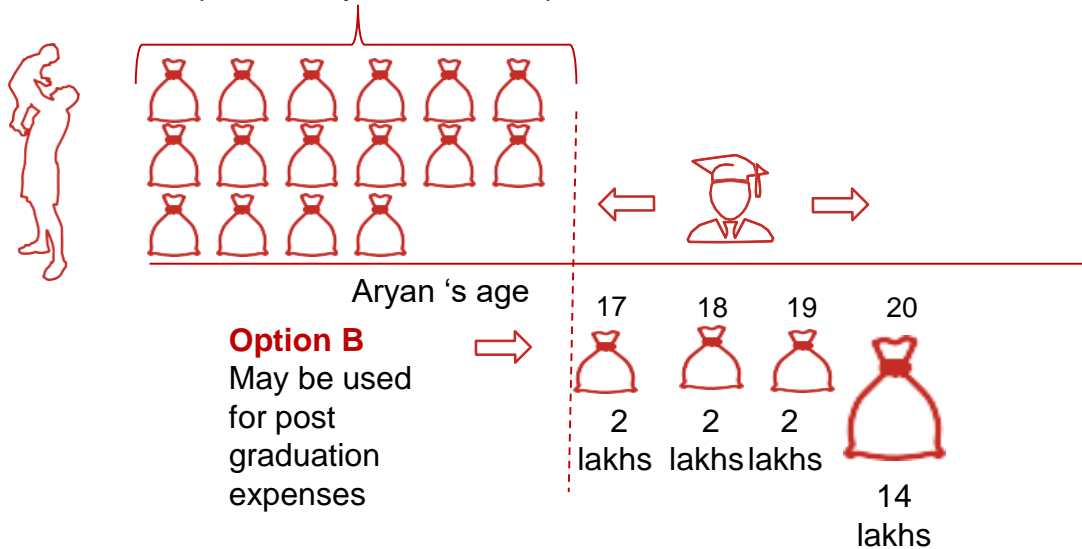 Aryan ‘s age
17 18 19 20
Option B
May be used
for post
graduation
expenses
2 2 2
lakhs lakhs lakhs
14
lakhs